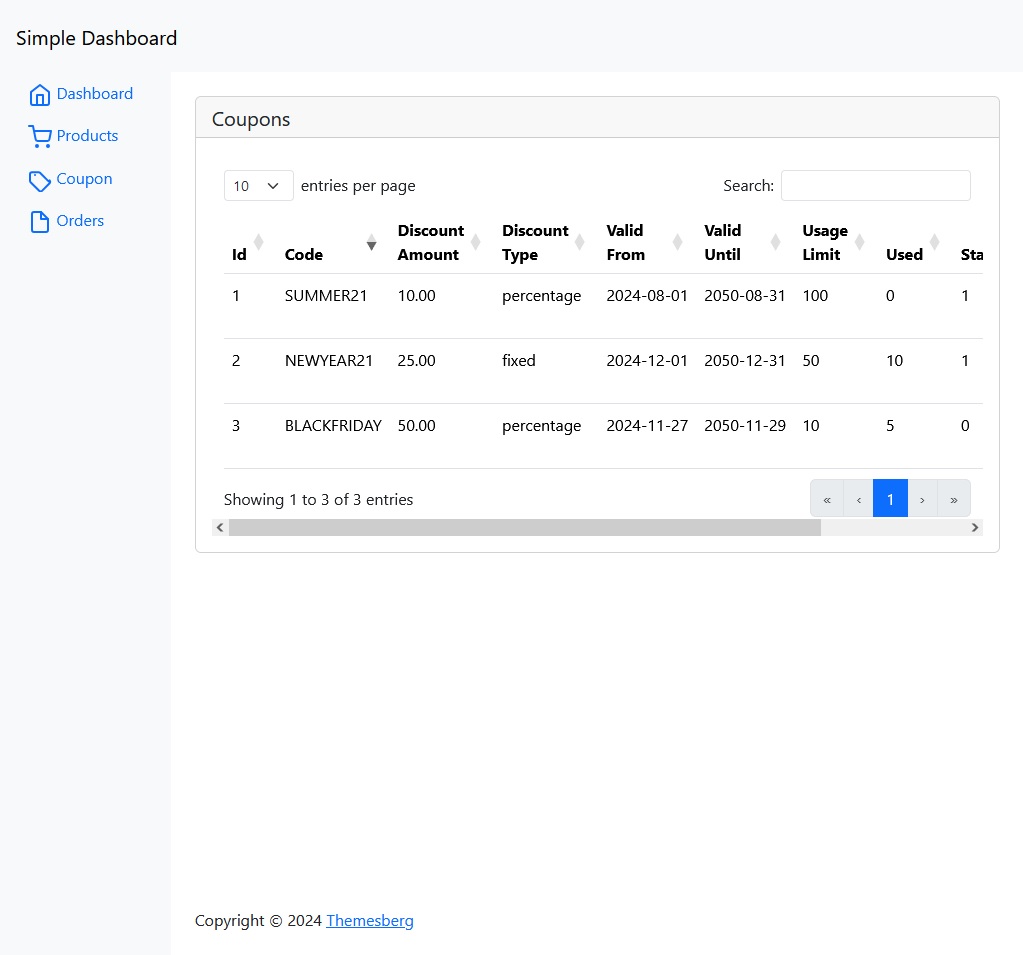 Simple Dashboard
Dashboard
Products
Coupon
Orders
Coupons
10 entries per page Search:
Id Code Discount Amount Discount Type Valid From Valid Until Usage Limit Used Sta
1 SUMMER21 10.00 percentage 2024-08-01 2050-08-31 100 0 1
2 NEWYEAR21 25.00 fixed 2024-12-01 2050-12-31 50 10 1
3 BLACKFRIDAY 50.00 percentage 2024-11-27 2050-11-29 10 5 0
Showing 1 to 3 of 3 entries « ‹ 1 › »
Copyright © 2024 Themesberg